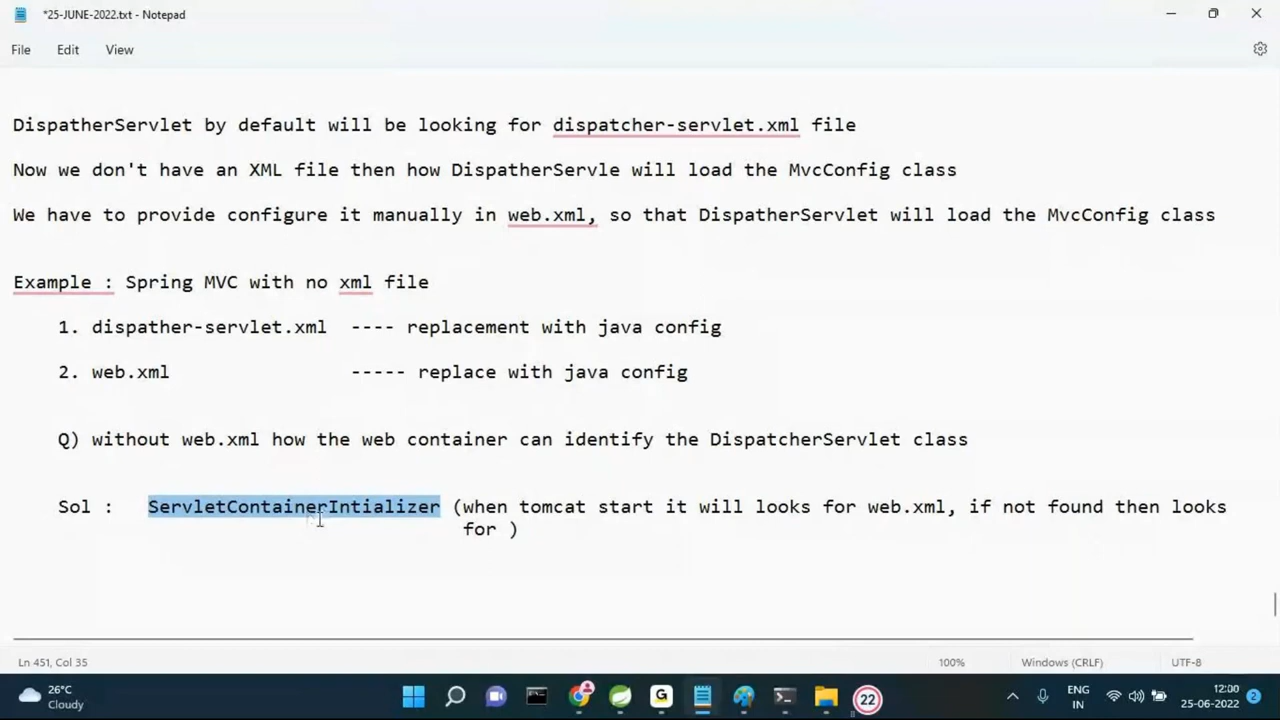 *25-JUNE-2022.txt - Notepad
File Edit View
DispatherServlet by default will be looking for dispatcher-servlet.xml file
Now we don't have an XML file then how DispatherServle will load the MvcConfig class
We have to provide configure it manually in web.xml, so that DispatherServlet will load the MvcConfig class
Example : Spring MVC with no xml file
1. dispather-servlet.xml ---- replacement with java config
2. web.xml ----- replace with java config
Q) without web.xml how the web container can identify the DispatcherServlet class
Sol : ServletContainerIntializer (when tomcat start it will looks for web.xml, if not found then looks
for )
Ln 451, Col 35 100% Windows (CRLF) UTF-8
26°C
Cloudy
G
22
ENG
IN
12:00
25-06-2022
2